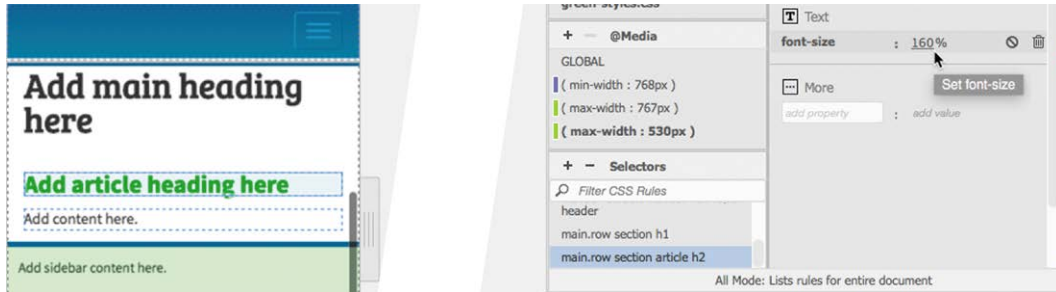 Add main heading
here
Add article heading here
Add content here.
Add sidebar content here.
green-styles.css
+ − @Media
GLOBAL
( min-width : 768px )
( max-width : 767px )
( max-width : 530px )
+ − Selectors
Filter CSS Rules
header
main.row section h1
main.row section article h2
T Text
font-size : 160%
Set font-size
More
add property : add value
All Mode: Lists rules for entire document